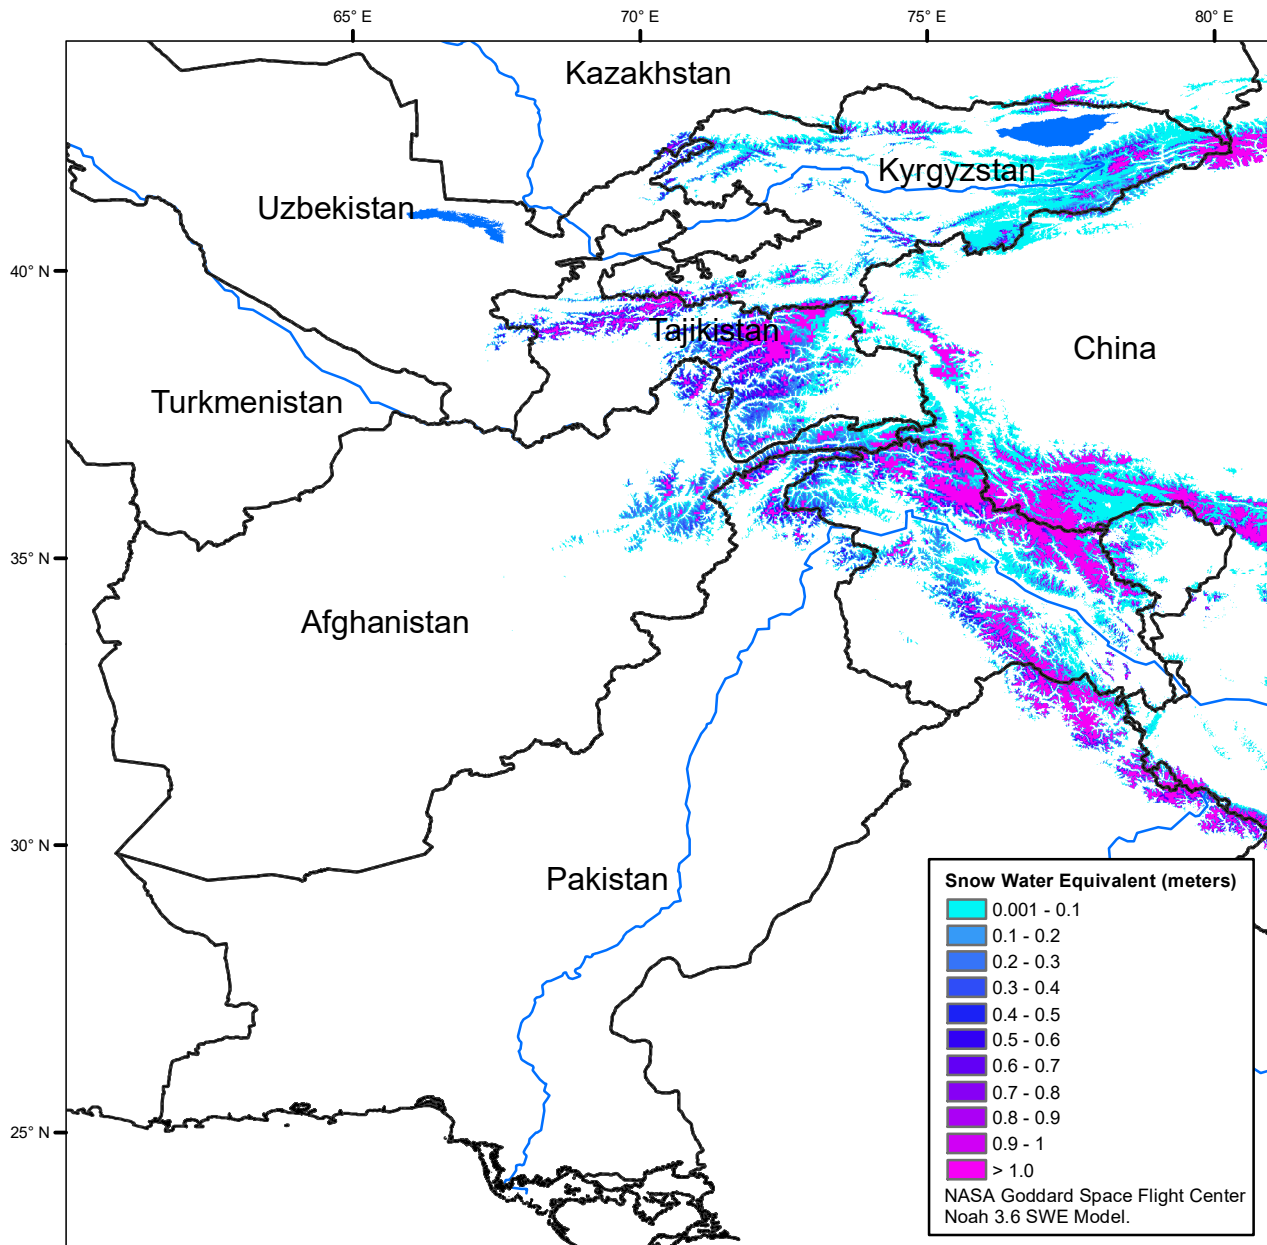 65° E
70° E
75° E
80° E
Kazakhstan
Kyrgyzstan
Uzbekistan
40° N
Tajikistan
China
Turkmenistan
35° N
Afghanistan
30° N
Pakistan
Snow Water Equivalent (meters)
0.001 - 0.1
0.1 - 0.2
0.2 - 0.3
0.3 - 0.4
0.4 - 0.5
0.5 - 0.6
0.6 - 0.7
0.7 - 0.8
0.8 - 0.9
0.9 - 1
> 1.0
NASA Goddard Space Flight Center
Noah 3.6 SWE Model.
25° N